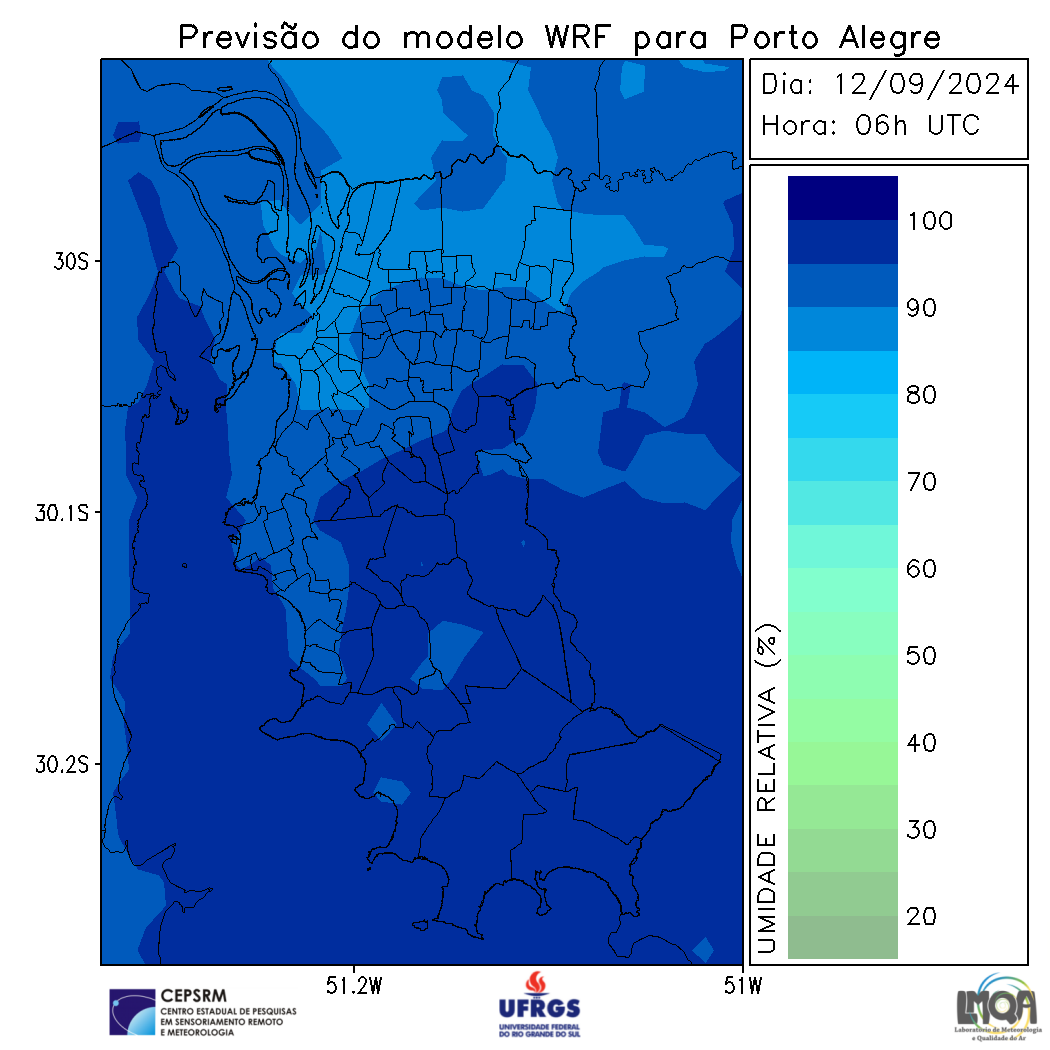 Previsão do modelo WRF para Porto Alegre
Dia: 12/09/2024
Hora: 06h UTC
30S
30.1S
30.2S
51.2W
51W
UMIDADE RELATIVA (%)
100
90
80
70
60
50
40
30
20
CEPSRM
CENTRO ESTADUAL DE PESQUISAS
EM SENSORIAMENTO REMOTO
E METEOROLOGIA
UFRGS
UNIVERSIDADE FEDERAL
DO RIO GRANDE DO SUL
LMQA
Laboratório de Meteorologia
e Qualidade do Ar